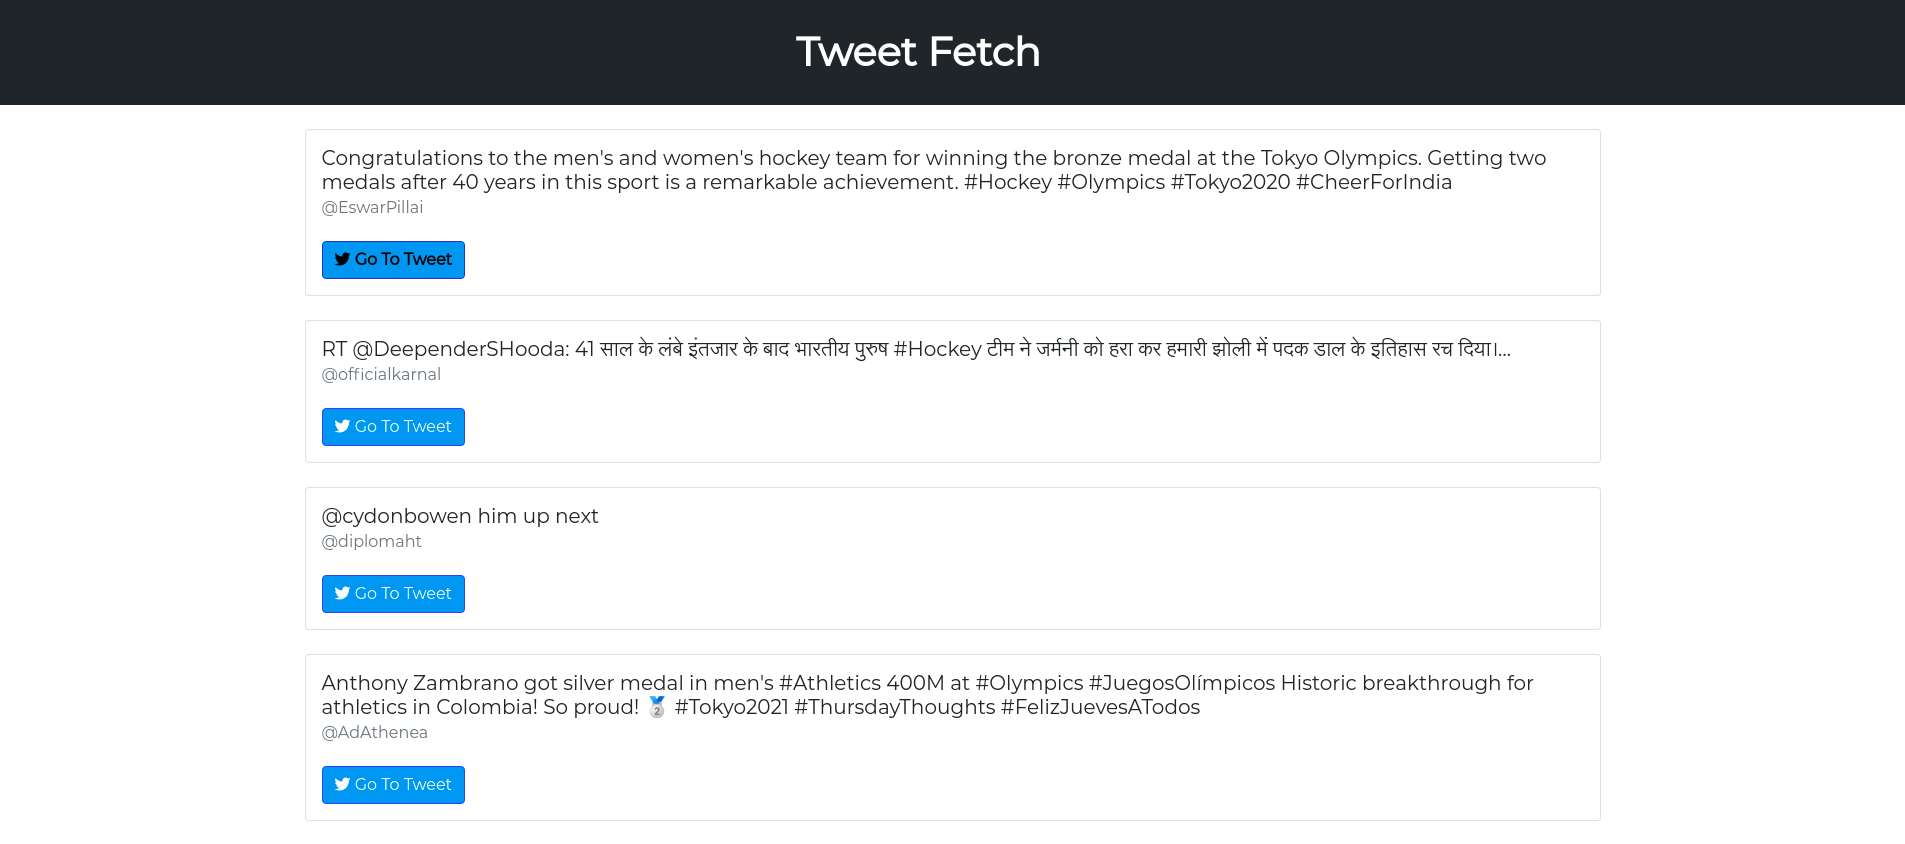 Tweet Fetch
Congratulations to the men's and women's hockey team for winning the bronze medal at the Tokyo Olympics. Getting two
medals after 40 years in this sport is a remarkable achievement. #Hockey #Olympics #Tokyo2020 #CheerForIndia
@EswarPillai
Go To Tweet
RT @DeependerSHooda: 41 साल के लंबे इंतजार के बाद भारतीय पुरुष #Hockey टीम ने जर्मनी को हरा कर हमारी झोली में पदक डाल के इतिहास रच दिया।...
@officialkarnal
Go To Tweet
@cydonbowen him up next
@diplomaht
Go To Tweet
Anthony Zambrano got silver medal in men's #Athletics 400M at #Olympics #JuegosOlímpicos Historic breakthrough for
athletics in Colombia! So proud! 🥈 #Tokyo2021 #ThursdayThoughts #FelizJuevesATodos
@AdAthenea
Go To Tweet